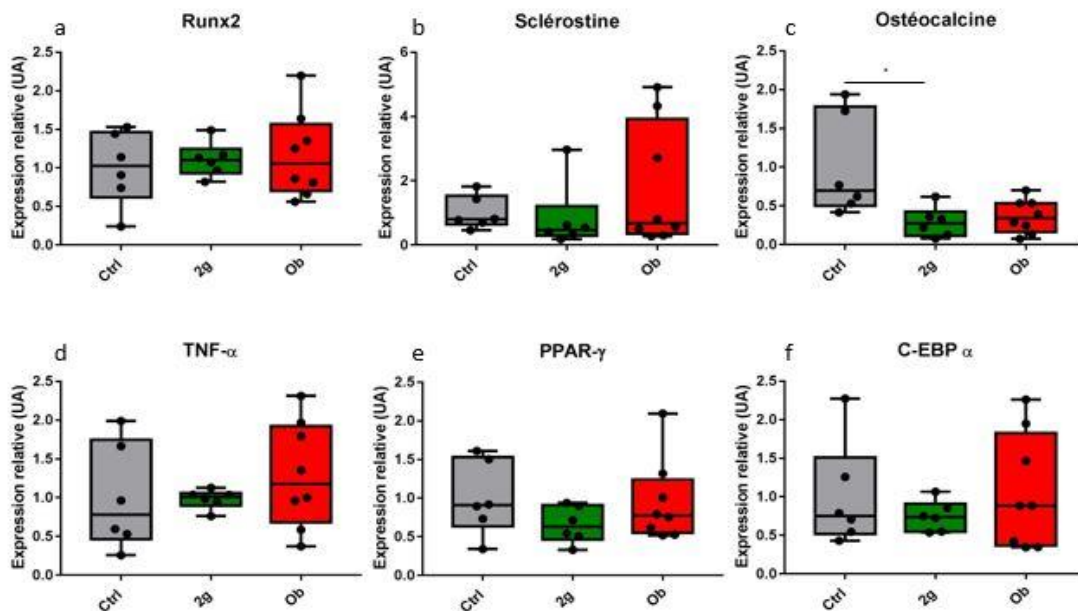 a Runx2
Expression relative (UA)
2.5
2.0
1.5
1.0
0.5
0.0
Ctrl 2g Ob
b Sclérostine
Expression relative (UA)
6
4
2
0
Ctrl 2g Ob
c Ostéocalcine
Expression relative (UA)
2.5
2.0
1.5
1.0
0.5
0.0
*
Ctrl 2g Ob
d TNF-α
Expression relative (UA)
2.5
2.0
1.5
1.0
0.5
0.0
Ctrl 2g Ob
e PPAR-γ
Expression relative (UA)
2.5
2.0
1.5
1.0
0.5
0.0
Ctrl 2g Ob
f C-EBP α
Expression relative (UA)
2.5
2.0
1.5
1.0
0.5
0.0
Ctrl 2g Ob